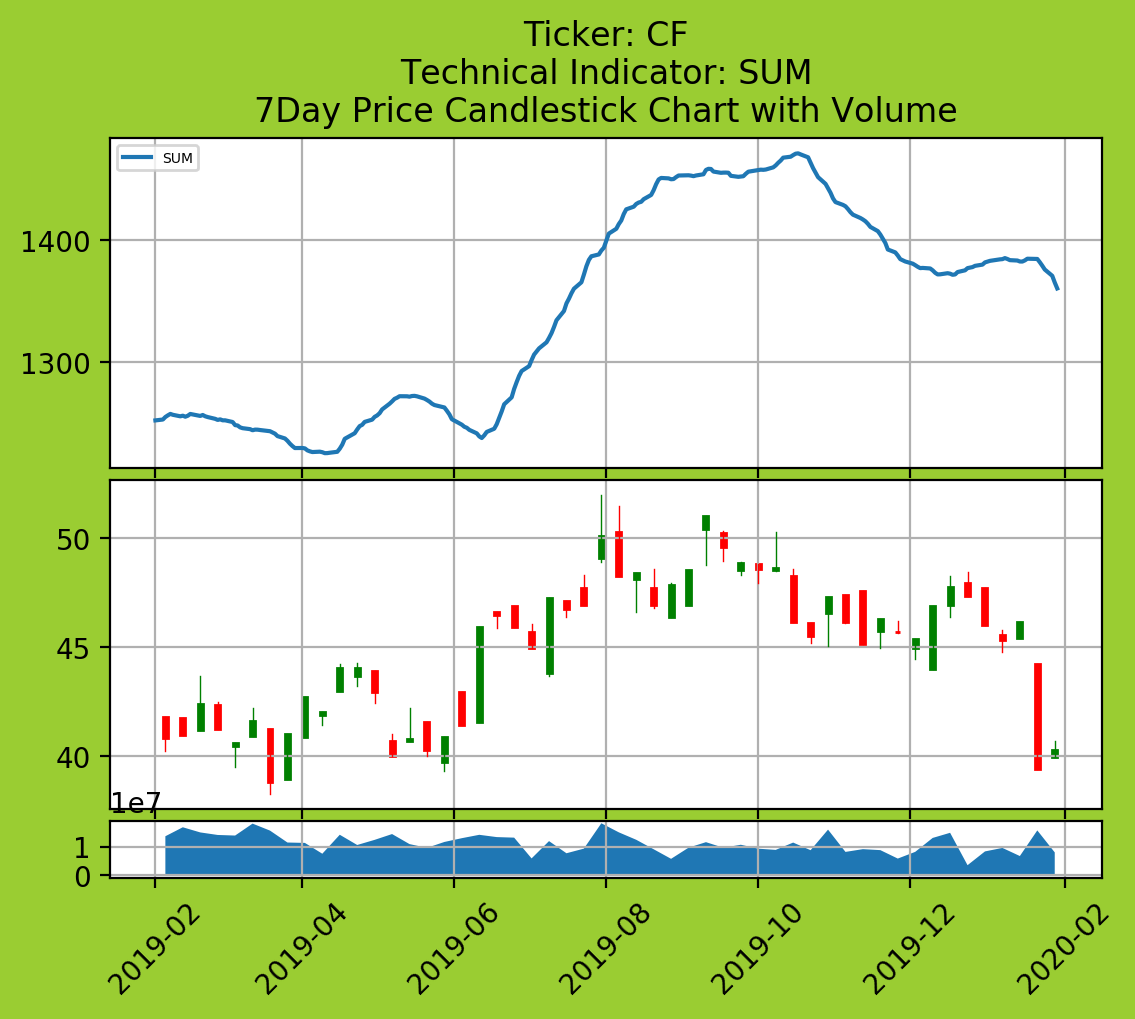 Ticker: CF
Technical Indicator: SUM
7Day Price Candlestick Chart with Volume
SUM
1400
1300
50
45
40
1e7
1
0
2019-02
2019-04
2019-06
2019-08
2019-10
2019-12
2020-02